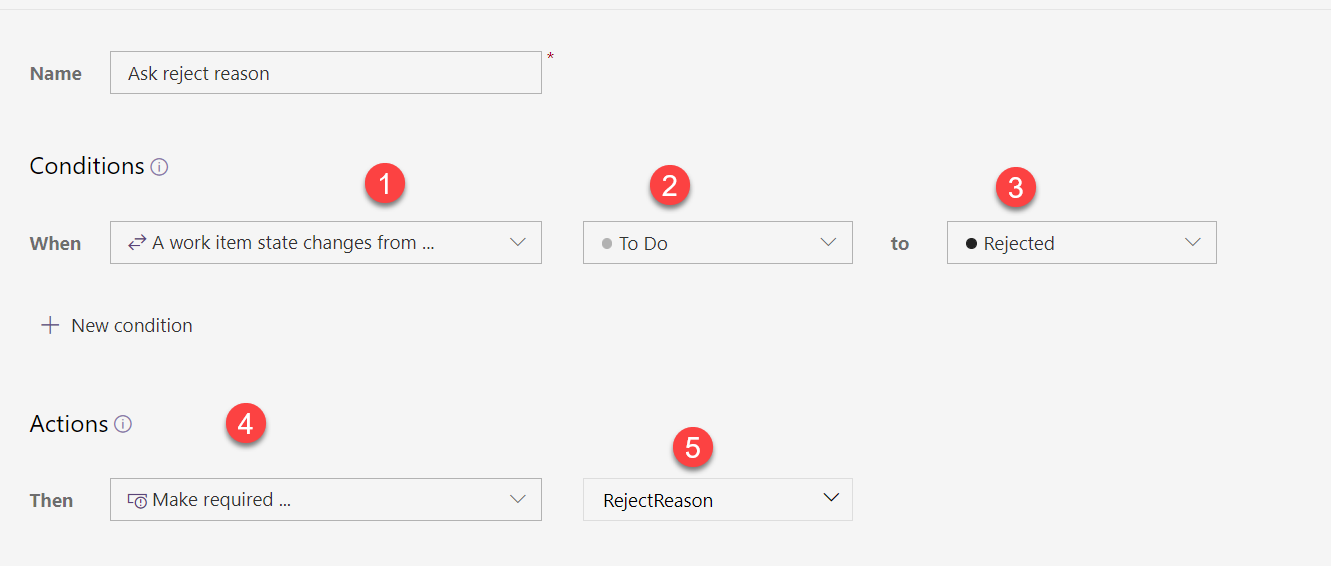 Name Ask reject reason *
Conditions
1 2 3
When A work item state changes from ... To Do to Rejected
+ New condition
Actions
4 5
Then Make required ... RejectReason